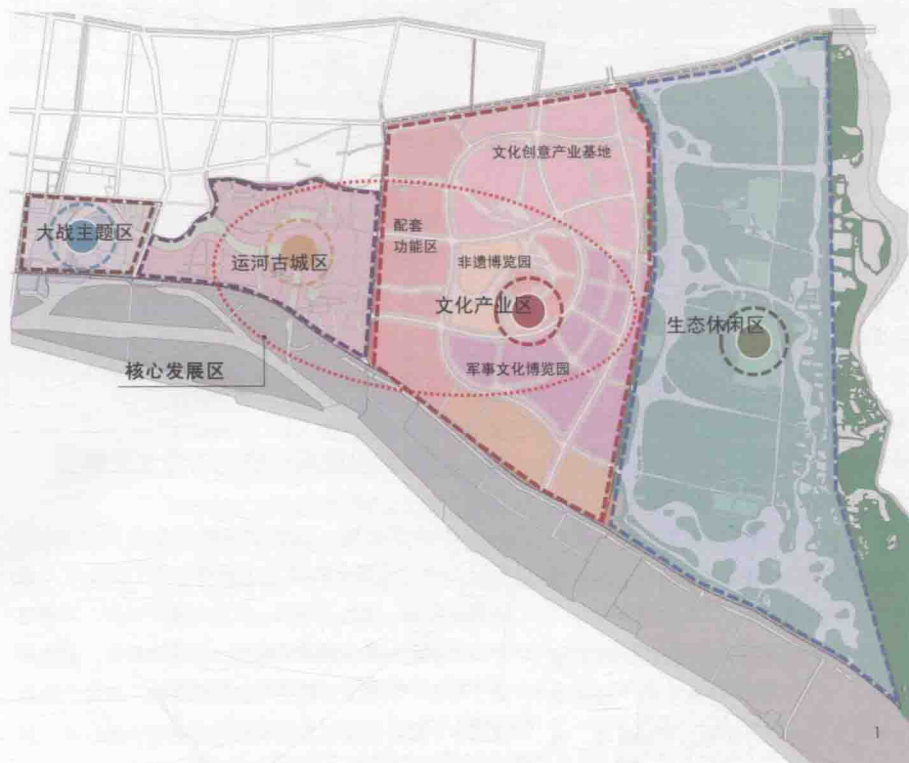 文化创意产业基地
大战主题区
配套
功能区
运河古城区
非遗博览园
文化产业区
生态休闲区
核心发展区
军事文化博览园
1